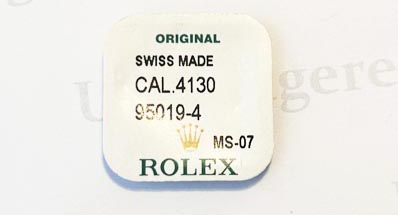 ORIGINAL
SWISS MADE
CAL.4130
95019-4
MS-07
ROLEX